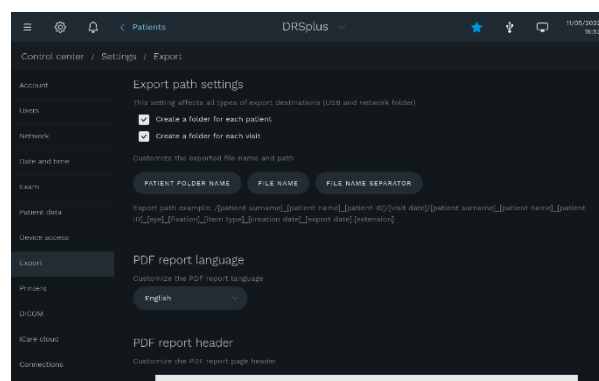 Patients
DRSplus
11/05/2022
16:53
Control center / Settings / Export
Account
Users
Network
Date and time
Exam
Patient data
Device access
Export
Printers
DICOM
iCare cloud
Connections
Export path settings
This setting affects all types of export destinations (USB and network folder)
Create a folder for each patient
Create a folder for each visit
Customize the exported file name and path
PATIENT FOLDER NAME FILE NAME FILE NAME SEPARATOR
Export path example: /[patient surname]_[patient name]_[patient ID]/[visit date]/[patient surname]_[patient name]_[patient
ID]_[eye]_[fixation]_[item type]_[creation date]_[export date].[extension]
PDF report language
Customize the PDF report language
English
PDF report header
Customize the PDF report page header